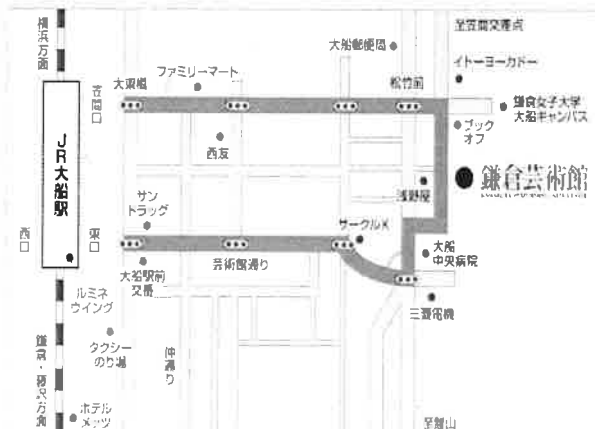 横浜方面
至笠間交差点
大船郵便局
イトーヨーカドー
ファミリーマート
大東橋
松竹前
笠間口
鎌倉女子大学
大船キャンパス
ブック
オフ
西友
JR大船駅
鎌倉芸術館
浅野屋
サン
ドラッグ
サークルK
西口
東口
大船
中央病院
大船駅前
交番
芸術館通り
ルミネ
ウイング
三菱電機
タクシー
のり場
仲通り
鎌倉・藤沢方面
ホテル
メッツ